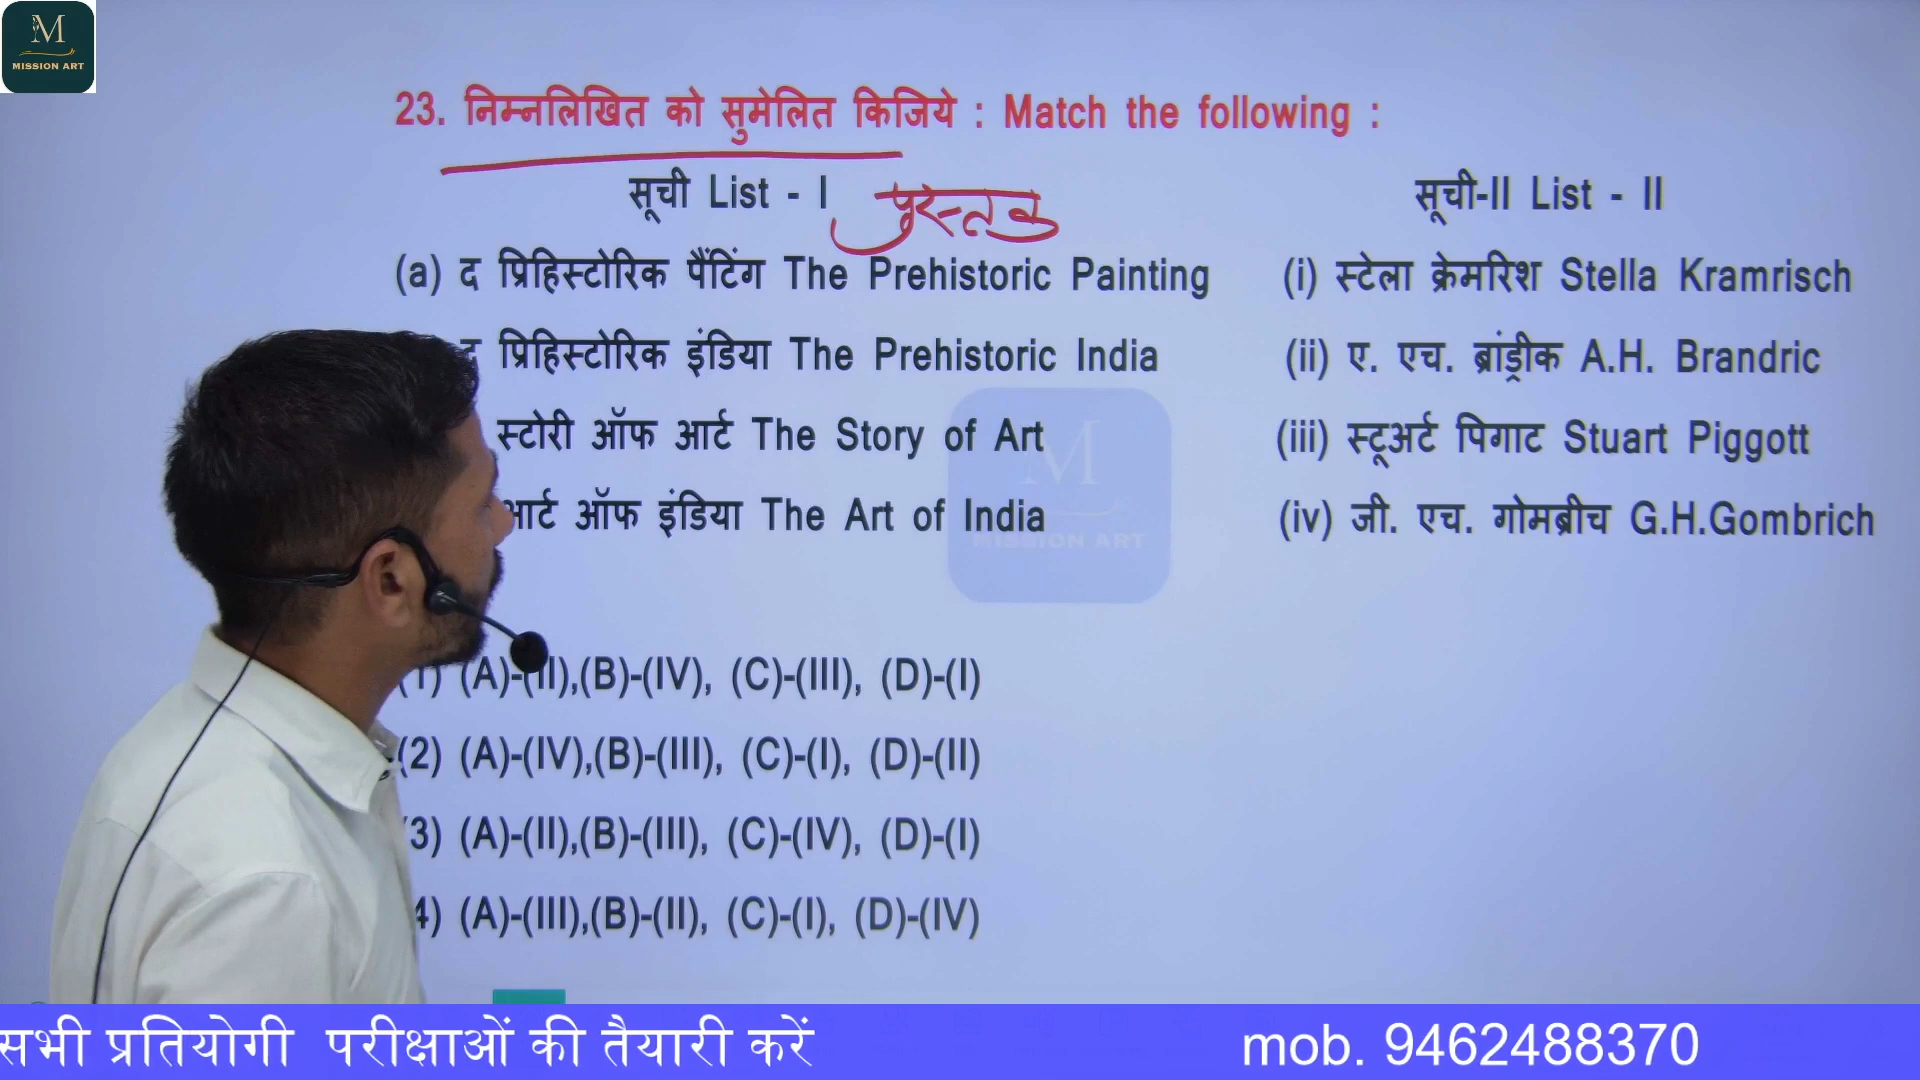 M
MISSION ART
23. निम्नलिखित को सुमेलित किजिये : Match the following :
सूची List - I
पुस्तक
सूची-II List - II
(a) द प्रिहिस्टोरिक पैंटिंग The Prehistoric Painting
(i) स्टेला क्रेमरिश Stella Kramrisch
प्रिहिस्टोरिक इंडिया The Prehistoric India
(ii) ए. एच. ब्रांड्रीक A.H. Brandric
स्टोरी ऑफ आर्ट The Story of Art
(iii) स्टूअर्ट पिगाट Stuart Piggott
आर्ट ऑफ इंडिया The Art of India
(iv) जी. एच. गोमब्रीच G.H.Gombrich
M
MISSION ART
(1) (A)-(II),(B)-(IV), (C)-(III), (D)-(I)
(2) (A)-(IV),(B)-(III), (C)-(I), (D)-(II)
3) (A)-(II),(B)-(III), (C)-(IV), (D)-(I)
4) (A)-(III),(B)-(II), (C)-(I), (D)-(IV)
सभी प्रतियोगी परीक्षाओं की तैयारी करें
mob. 9462488370